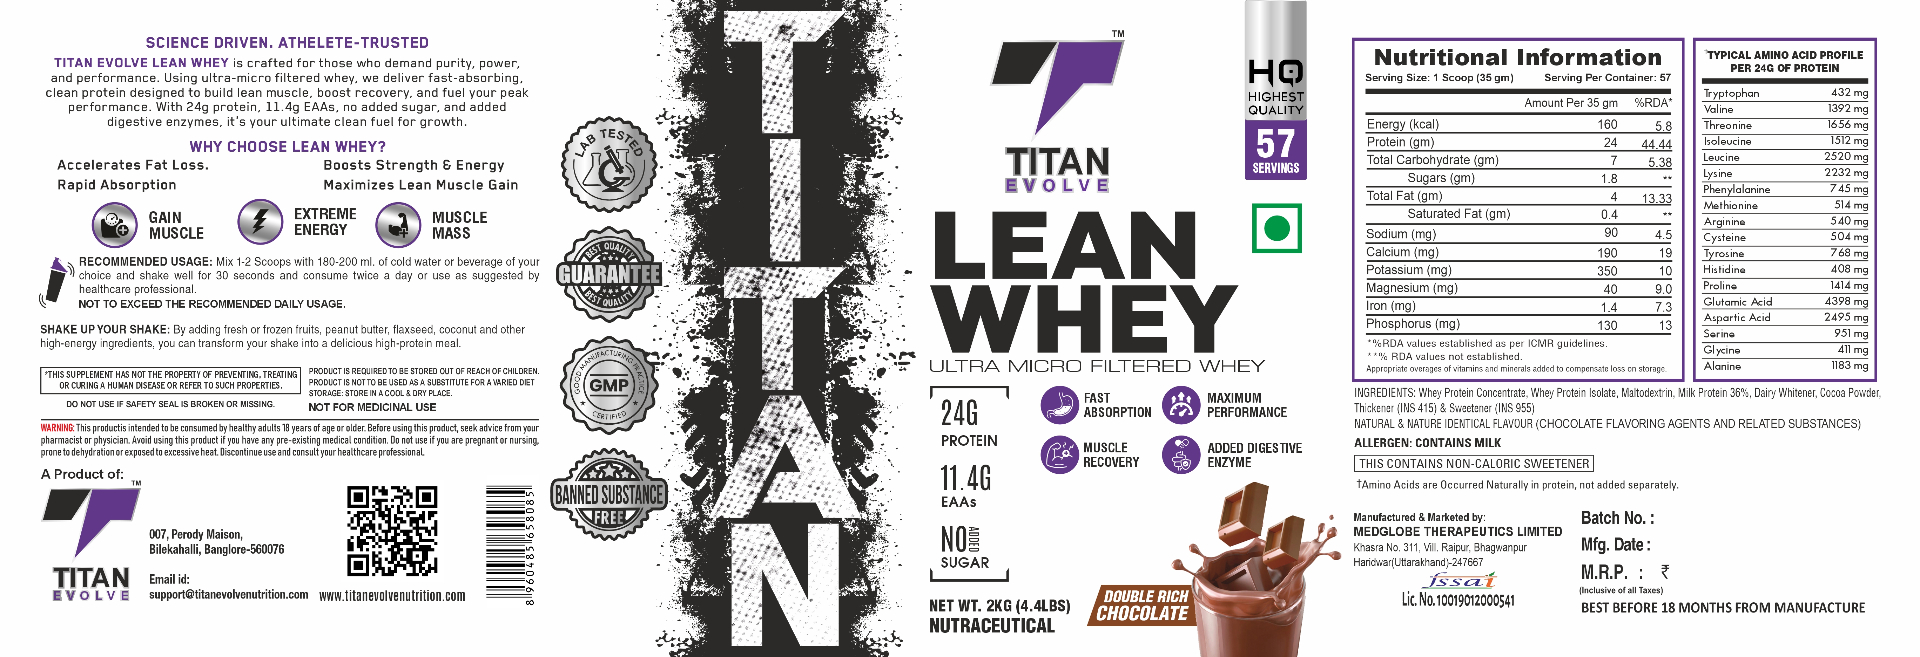 SCIENCE DRIVEN. ATHELETE-TRUSTED
TITAN EVOLVE LEAN WHEY is crafted for those who demand purity, power,
and performance. Using ultra-micro filtered whey, we deliver fast-absorbing,
clean protein designed to build lean muscle, boost recovery, and fuel your peak
performance. With 24g protein, 11.4g EAAs, no added sugar, and added
digestive enzymes, it's your ultimate clean fuel for growth.
WHY CHOOSE LEAN WHEY?
Accelerates Fat Loss.
Boosts Strength & Energy
Rapid Absorption
Maximizes Lean Muscle Gain
GAIN
MUSCLE
EXTREME
ENERGY
MUSCLE
MASS
RECOMMENDED USAGE: Mix 1-2 Scoops with 180-200 ml. of cold water or beverage of your
choice and shake well for 30 seconds and consume twice a day or use as suggested by
healthcare professional.
NOT TO EXCEED THE RECOMMENDED DAILY USAGE.
SHAKE UP YOUR SHAKE: By adding fresh or frozen fruits, peanut butter, flaxseed, coconut and other
high-energy ingredients, you can transform your shake into a delicious high-protein meal.
*THIS SUPPLEMENT HAS NOT THE PROPERTY OF PREVENTING, TREATING
OR CURING A HUMAN DISEASE OR REFER TO SUCH PROPERTIES.
DO NOT USE IF SAFETY SEAL IS BROKEN OR MISSING.
PRODUCT IS REQUIRED TO BE STORED OUT OF REACH OF CHILDREN.
PRODUCT IS NOT TO BE USED AS A SUBSTITUTE FOR A VARIED DIET
STORAGE: STORE IN A COOL & DRY PLACE.
NOT FOR MEDICINAL USE
WARNING: This productis intended to be consumed by healthy adults 18 years of age or older. Before using this product, seek advice from your
pharmacist or physician. Avoid using this product if you have any pre-existing medical condition. Do not use if you are pregnant or nursing,
prone to dehydration or exposed to excessive heat. Discontinue use and consult your healthcare professional.
A Product of:
TM
TITAN
EVOLVE
007, Perody Maison,
Bilekahalli, Banglore-560076
Email id:
support@titanevolvenutrition.com
www.titanevolvenutrition.com
8960485658085
LAB TESTED
BEST QUALITY
GUARANTEE
BEST QUALITY
GOOD MANUFACTURING PRACTICE
GMP
CERTIFIED
BANNED SUBSTANCE
FREE
TITAN
TM
TITAN
EVOLVE
HQ
HIGHEST
QUALITY
57
SERVINGS
LEAN
WHEY
ULTRA MICRO FILTERED WHEY
24G
PROTEIN
11.4G
EAAs
NO ADDED
SUGAR
FAST
ABSORPTION
MAXIMUM
PERFORMANCE
MUSCLE
RECOVERY
ADDED DIGESTIVE
ENZYME
NET WT. 2KG (4.4LBS)
NUTRACEUTICAL
DOUBLE RICH
CHOCOLATE
Nutritional Information
Serving Size: 1 Scoop (35 gm) Serving Per Container: 57
Amount Per 35 gm %RDA*
Energy (kcal) 160 5.8
Protein (gm) 24 44.44
Total Carbohydrate (gm) 7 5.38
Sugars (gm) 1.8 **
Total Fat (gm) 4 13.33
Saturated Fat (gm) 0.4 **
Sodium (mg) 90 4.5
Calcium (mg) 190 19
Potassium (mg) 350 10
Magnesium (mg) 40 9.0
Iron (mg) 1.4 7.3
Phosphorus (mg) 130 13
*%RDA values established as per ICMR guidelines.
**% RDA values not established.
Appropriate overages of vitamins and minerals added to compensate loss on storage.
†TYPICAL AMINO ACID PROFILE
PER 24G OF PROTEIN
Tryptophan 432 mg
Valine 1392 mg
Threonine 1656 mg
Isoleucine 1512 mg
Leucine 2520 mg
Lysine 2232 mg
Phenylalanine 745 mg
Methionine 514 mg
Arginine 540 mg
Cysteine 504 mg
Tyrosine 768 mg
Histidine 408 mg
Proline 1414 mg
Glutamic Acid 4398 mg
Aspartic Acid 2495 mg
Serine 951 mg
Glycine 411 mg
Alanine 1183 mg
INGREDIENTS: Whey Protein Concentrate, Whey Protein Isolate, Maltodextrin, Milk Protein 36%, Dairy Whitener, Cocoa Powder,
Thickener (INS 415) & Sweetener (INS 955)
NATURAL & NATURE IDENTICAL FLAVOUR (CHOCOLATE FLAVORING AGENTS AND RELATED SUBSTANCES)
ALLERGEN: CONTAINS MILK
THIS CONTAINS NON-CALORIC SWEETENER
†Amino Acids are Occurred Naturally in protein, not added separately.
Manufactured & Marketed by:
MEDGLOBE THERAPEUTICS LIMITED
Khasra No. 311, Vill. Raipur, Bhagwanpur
Haridwar(Uttarakhand)-247667
fssai
Lic. No. 10019012000541
Batch No. :
Mfg. Date :
M.R.P. : ₹
(Inclusive of all Taxes)
BEST BEFORE 18 MONTHS FROM MANUFACTURE